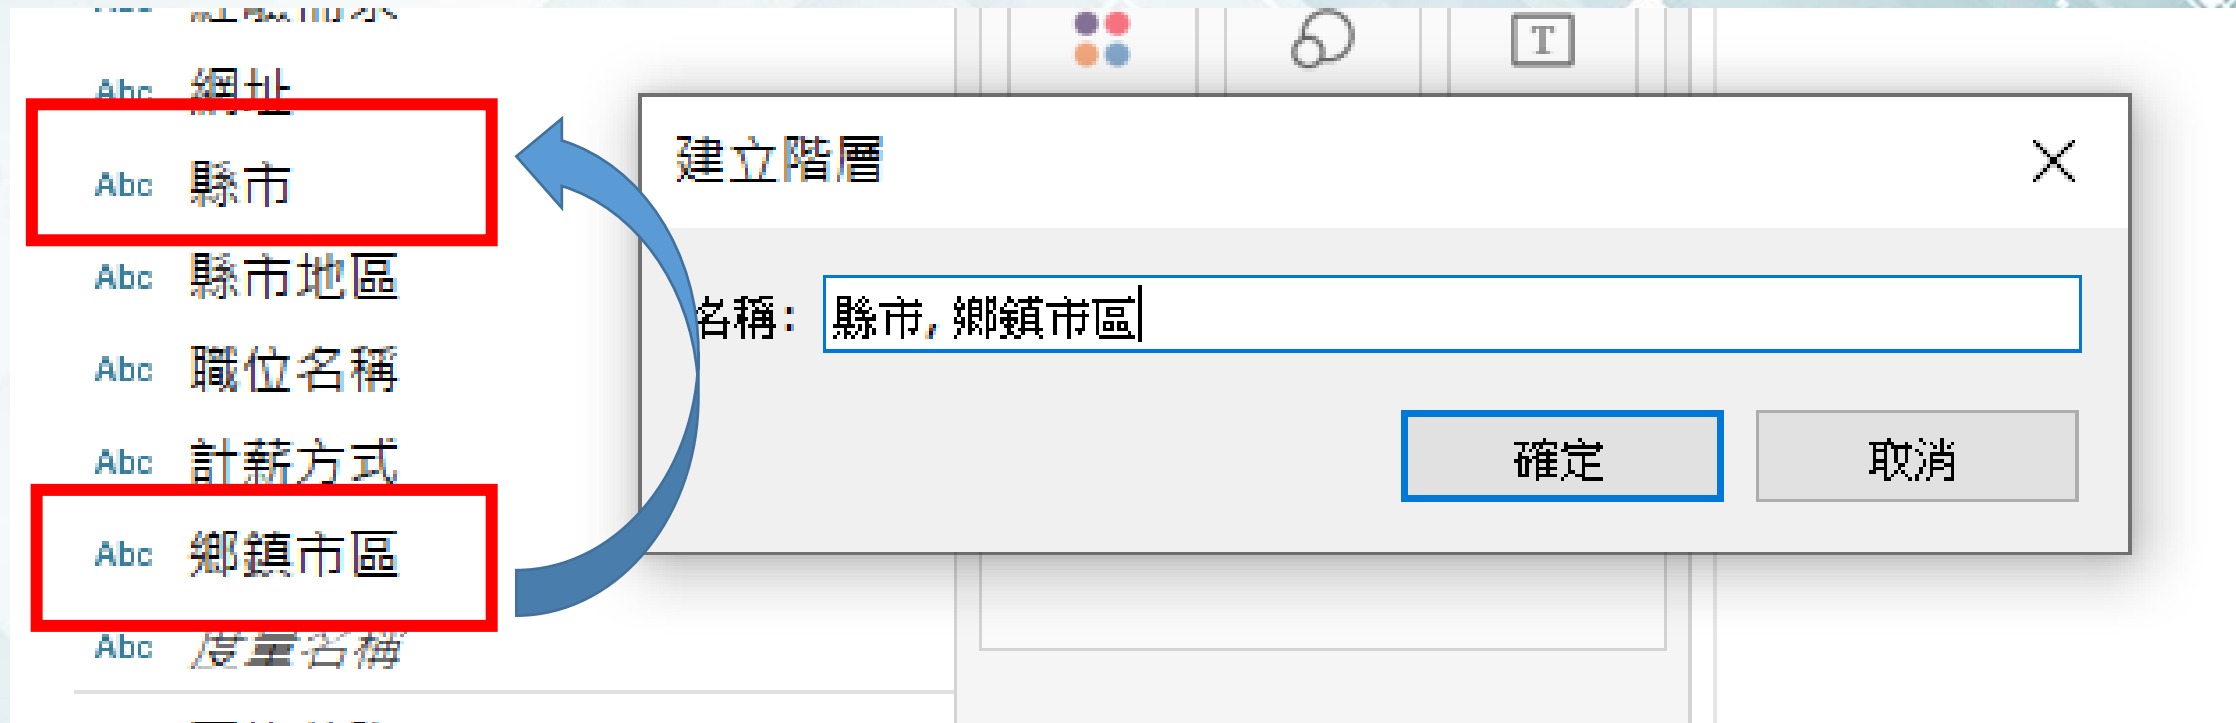 Abc 網址
Abc 縣市
Abc 縣市地區
Abc 職位名稱
Abc 計薪方式
Abc 鄉鎮市區
Abc 度量名稱
T
建立階層
名稱: 縣市, 鄉鎮市區
確定 取消